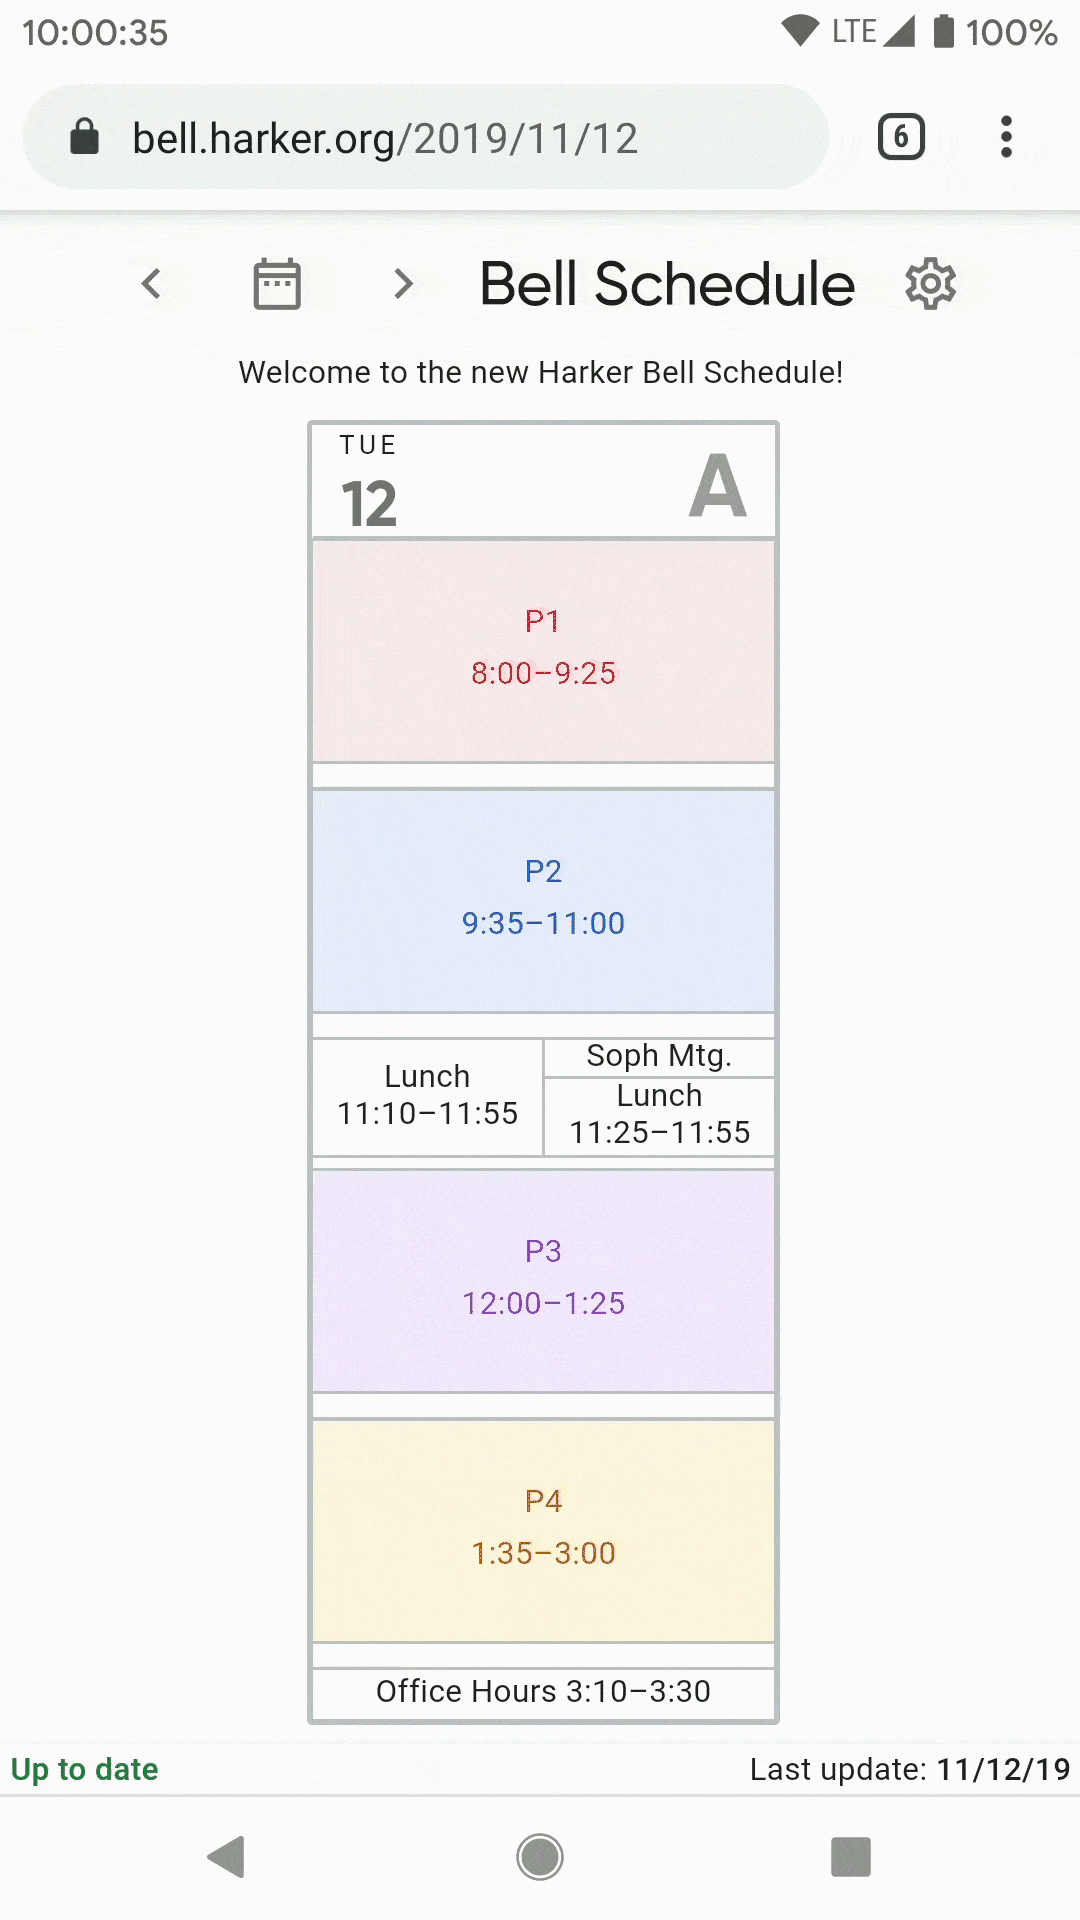 10:00:35
LTE 100%
bell.harker.org/2019/11/12
6
Bell Schedule
Welcome to the new Harker Bell Schedule!
TUE
12
A
P1
8:00–9:25
P2
9:35–11:00
Lunch
11:10–11:55
Soph Mtg.
Lunch
11:25–11:55
P3
12:00–1:25
P4
1:35–3:00
Office Hours 3:10–3:30
Up to date
Last update: 11/12/19